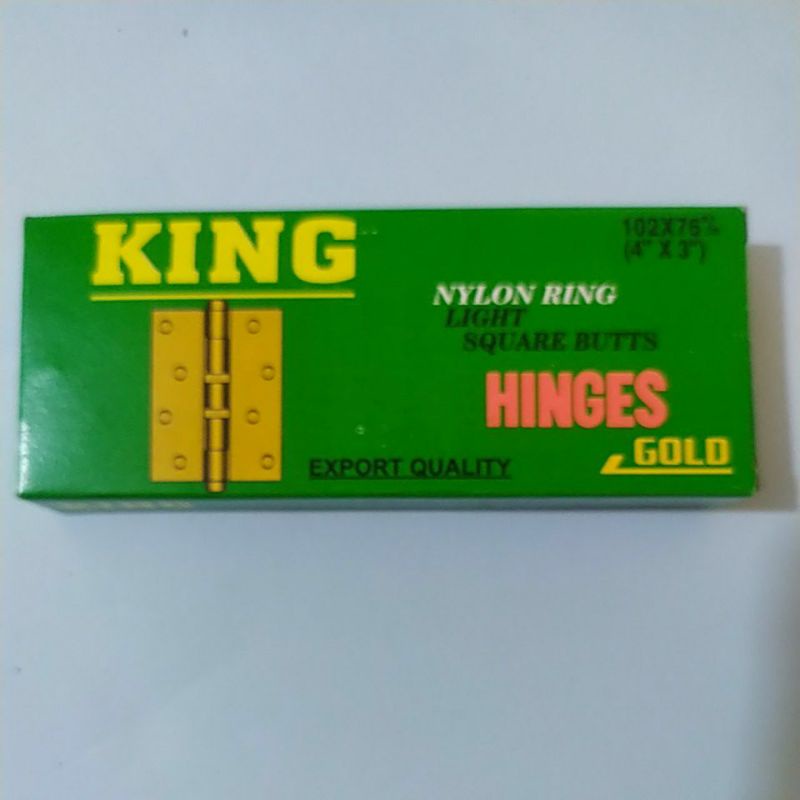 KING
102X76 m/m
(4" X 3")
NYLON RING
LIGHT
SQUARE BUTTS
HINGES
GOLD
EXPORT QUALITY